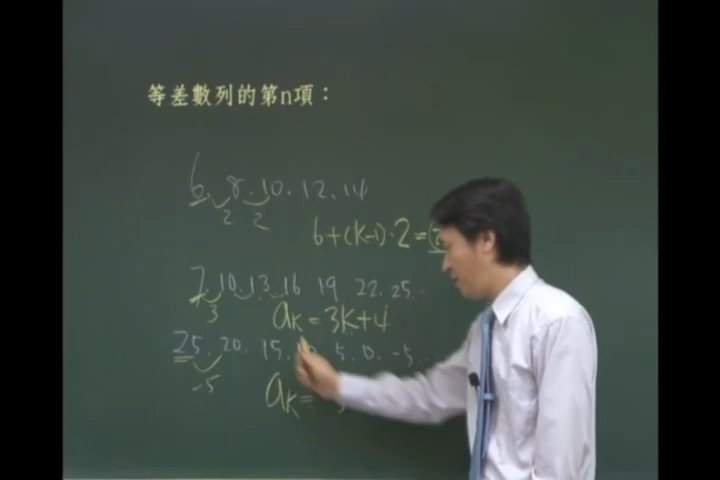 等差數列的第n項：
6, 8, 10, 12, 14
2 2
6+(K-1)·2=
7, 10, 13, 16 19 22, 25, ..
3
aK=3K+4
25, 20, 15, 5, 0, -5, ..
-5
aK=